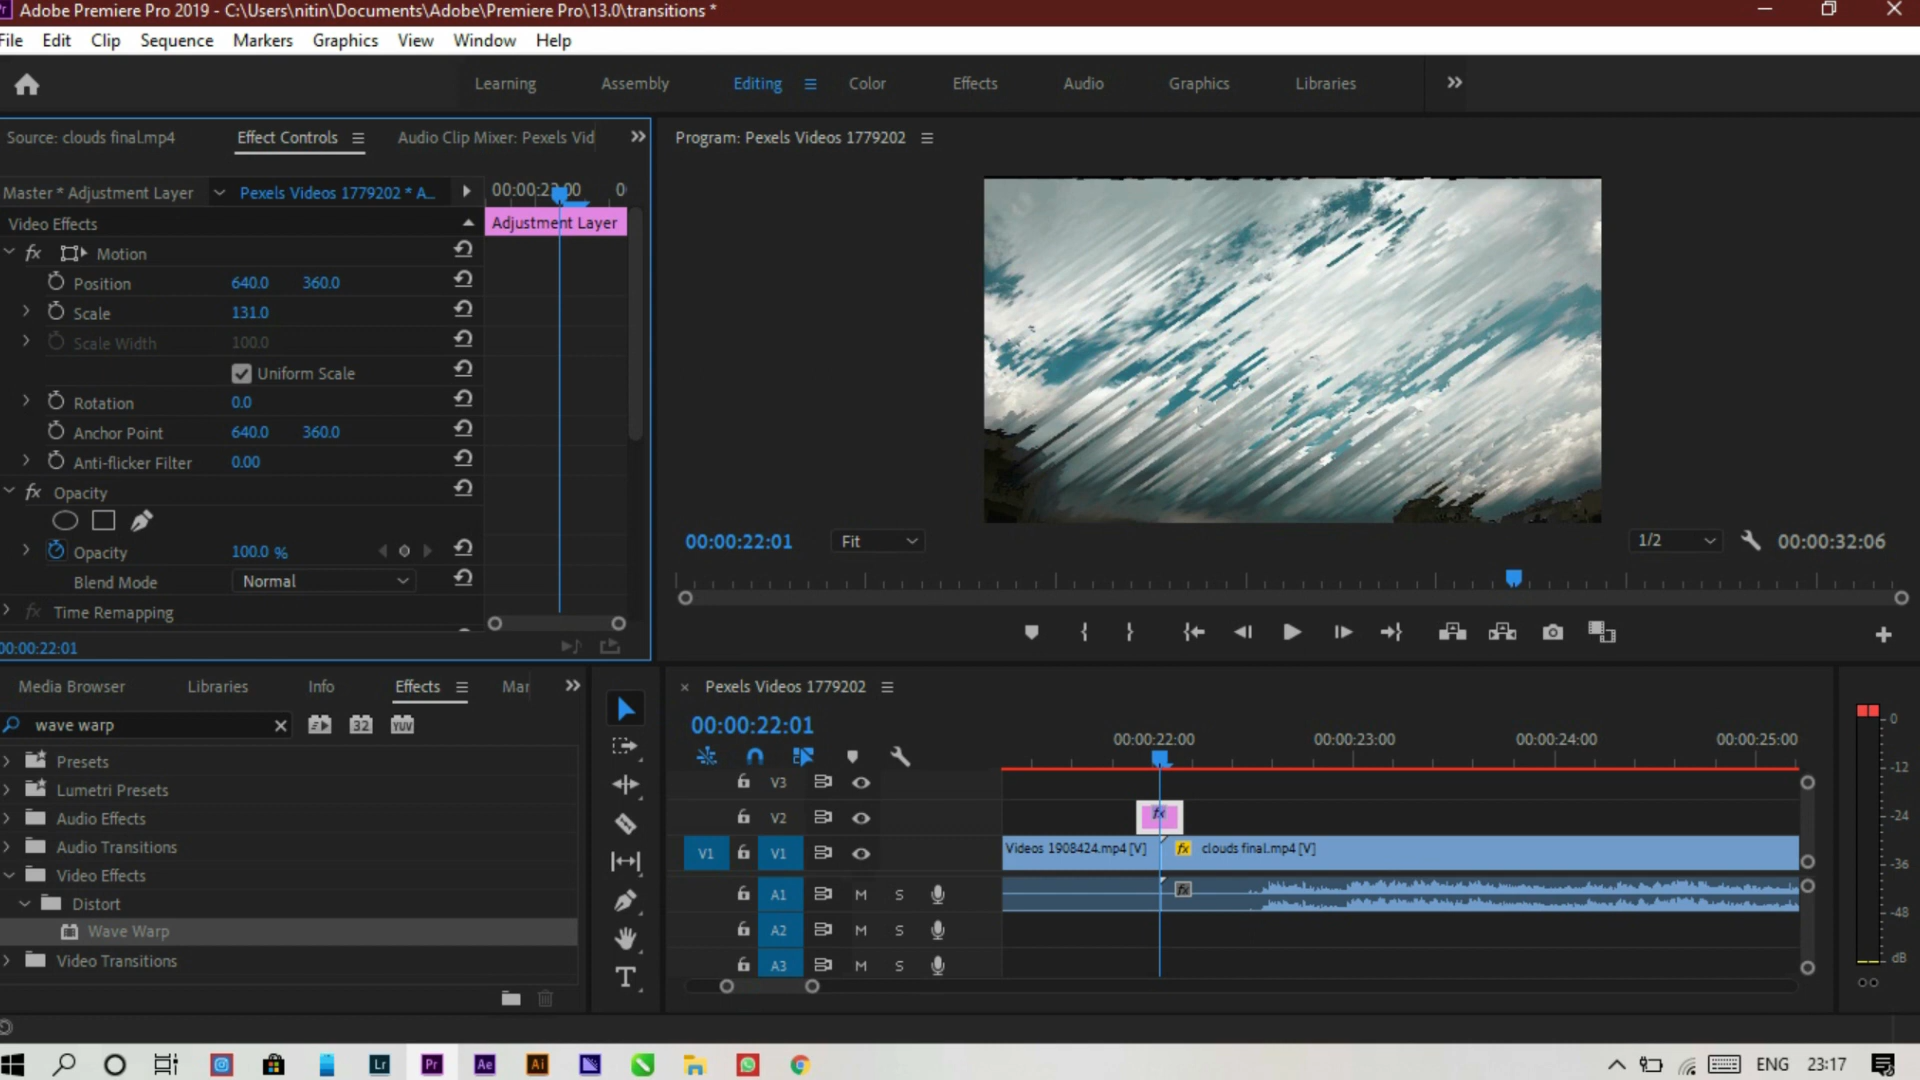 Adobe Premiere Pro 2019 - C:\Users\nitin\Documents\Adobe\Premiere Pro\13.0\transitions *
File Edit Clip Sequence Markers Graphics View Window Help
Learning Assembly Editing Color Effects Audio Graphics Libraries
Source: clouds final.mp4 Effect Controls Audio Clip Mixer: Pexels Vid
Program: Pexels Videos 1779202
Master * Adjustment Layer Pexels Videos 1779202 * A... 00:00:22:00 0
Video Effects Adjustment Layer
fx Motion
Position 640.0 360.0
Scale 131.0
Scale Width 100.0
Uniform Scale
Rotation 0.0
Anchor Point 640.0 360.0
Anti-flicker Filter 0.00
fx Opacity
Opacity 100.0 %
Blend Mode Normal
fx Time Remapping
00:00:22:01
00:00:22:01 Fit 1/2 00:00:32:06
Media Browser Libraries Info Effects Mar
wave warp 32 YUV
Presets
Lumetri Presets
Audio Effects
Audio Transitions
Video Effects
Distort
Wave Warp
Video Transitions
T
Pexels Videos 1779202
00:00:22:01
00:00:22:00 00:00:23:00 00:00:24:00 00:00:25:00
V3
V2 fx
V1 V1 Videos 1908424.mp4 [V] fx clouds final.mp4 [V]
A1 M S fx
A2 M S
A3 M S
0
-12
-24
-36
-48
dB
Lr Pr Ae Ai ENG 23:17